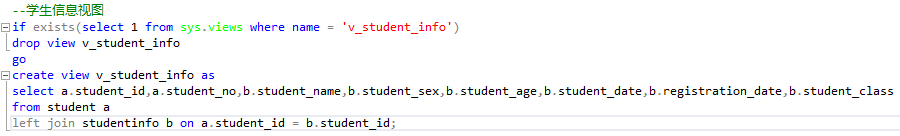 --学生信息视图
if exists(select 1 from sys.views where name = 'v_student_info')
drop view v_student_info
go
create view v_student_info as
select a.student_id,a.student_no,b.student_name,b.student_sex,b.student_age,b.student_date,b.registration_date,b.student_class
from student a
left join studentinfo b on a.student_id = b.student_id;